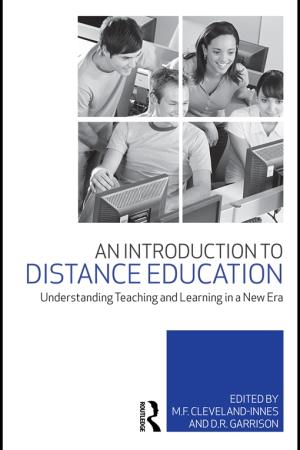 AN INTRODUCTION TO
DISTANCE EDUCATION
Understanding Teaching and Learning in a New Era
EDITED BY
M.F. CLEVELAND-INNES
AND D.R. GARRISON
ROUTLEDGE